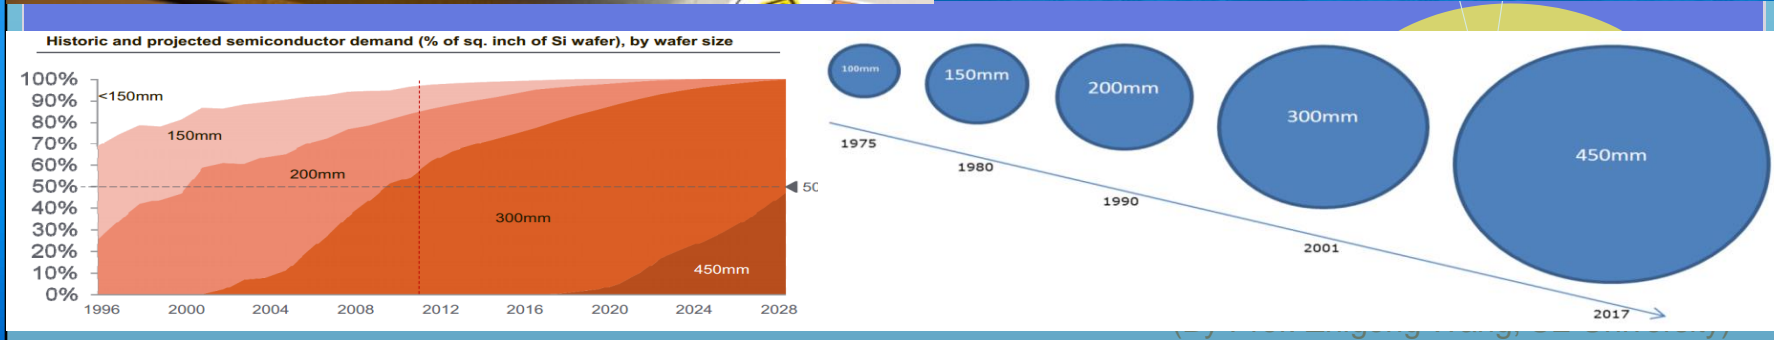 Historic and projected semiconductor demand (% of sq. inch of Si wafer), by wafer size
100%
90%
80%
70%
60%
50%
40%
30%
20%
10%
0%
<150mm
150mm
200mm
300mm
450mm
50
1996 2000 2004 2008 2012 2016 2020 2024 2028
100mm
150mm
200mm
300mm
450mm
1975
1980
1990
2001
2017